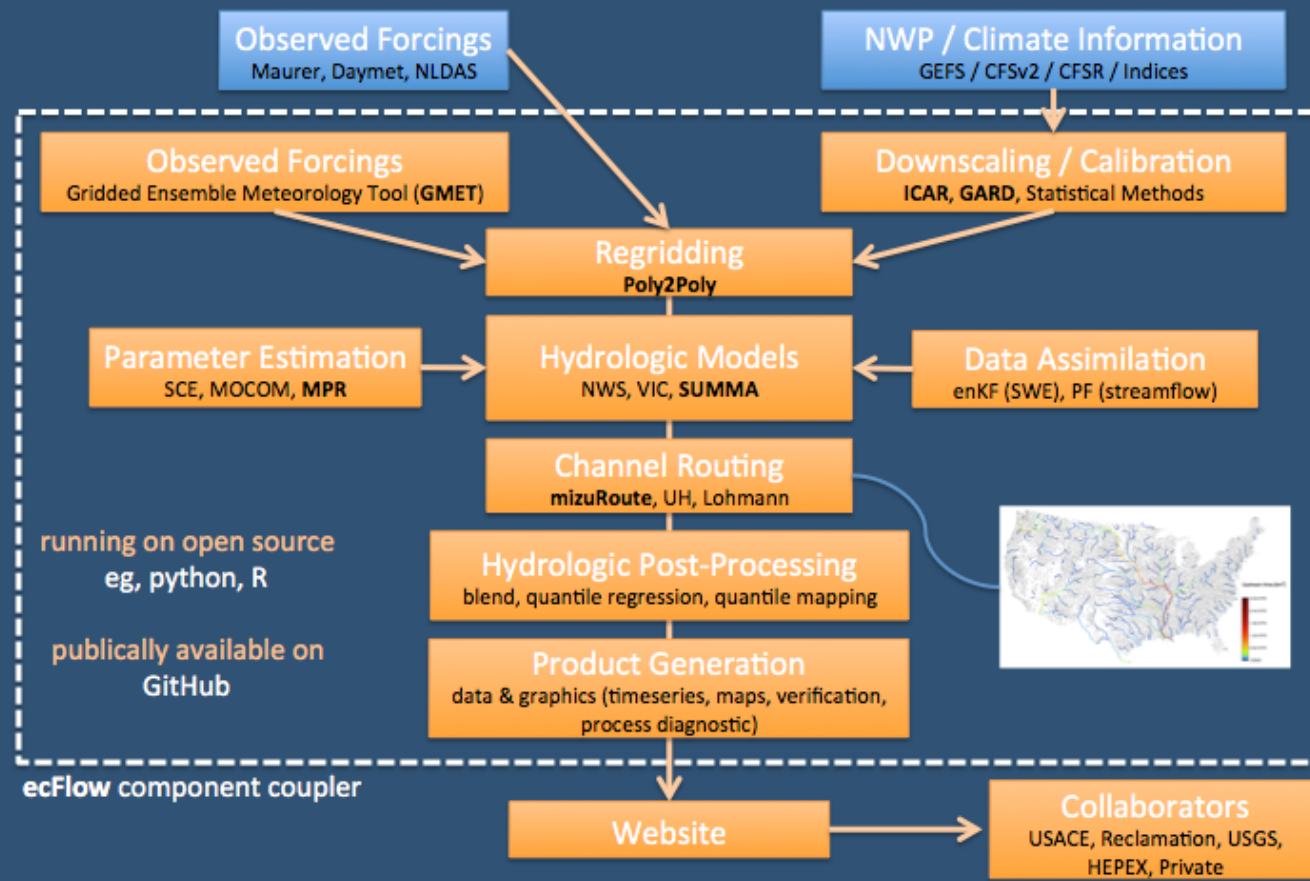 Observed Forcings
Maurer, Daymet, NLDAS
NWP / Climate Information
GEFS / CFSv2 / CFSR / Indices
Observed Forcings
Gridded Ensemble Meteorology Tool (GMET)
Downscaling / Calibration
ICAR, GARD, Statistical Methods
Regridding
Poly2Poly
Parameter Estimation
SCE, MOCOM, MPR
Hydrologic Models
NWS, VIC, SUMMA
Data Assimilation
enKF (SWE), PF (streamflow)
Channel Routing
mizuRoute, UH, Lohmann
running on open source
eg, python, R
Hydrologic Post-Processing
blend, quantile regression, quantile mapping
publically available on
GitHub
Product Generation
data & graphics (timeseries, maps, verification,
process diagnostic)
ecFlow component coupler
Website
Collaborators
USACE, Reclamation, USGS,
HEPEX, Private